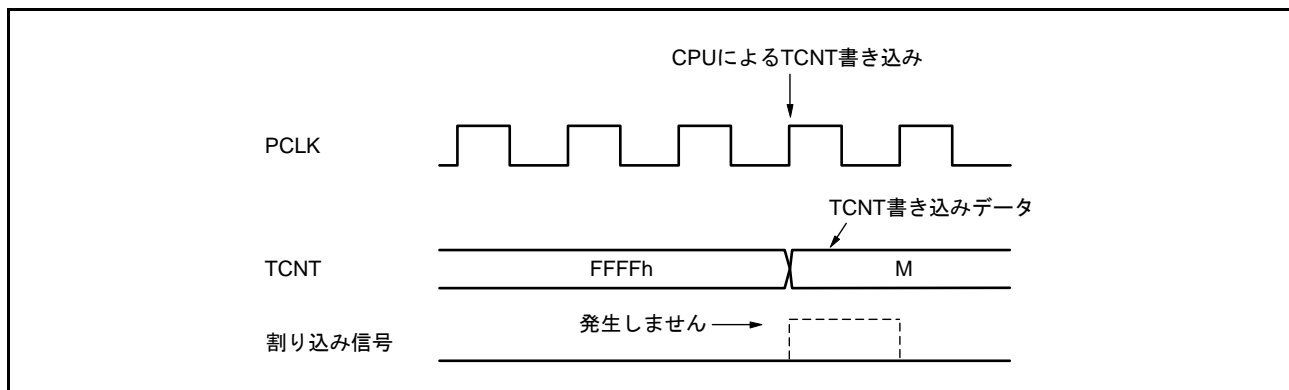 CPUによるTCNT書き込み
PCLK
TCNT書き込みデータ
TCNT
FFFFh
M
発生しません
割り込み信号